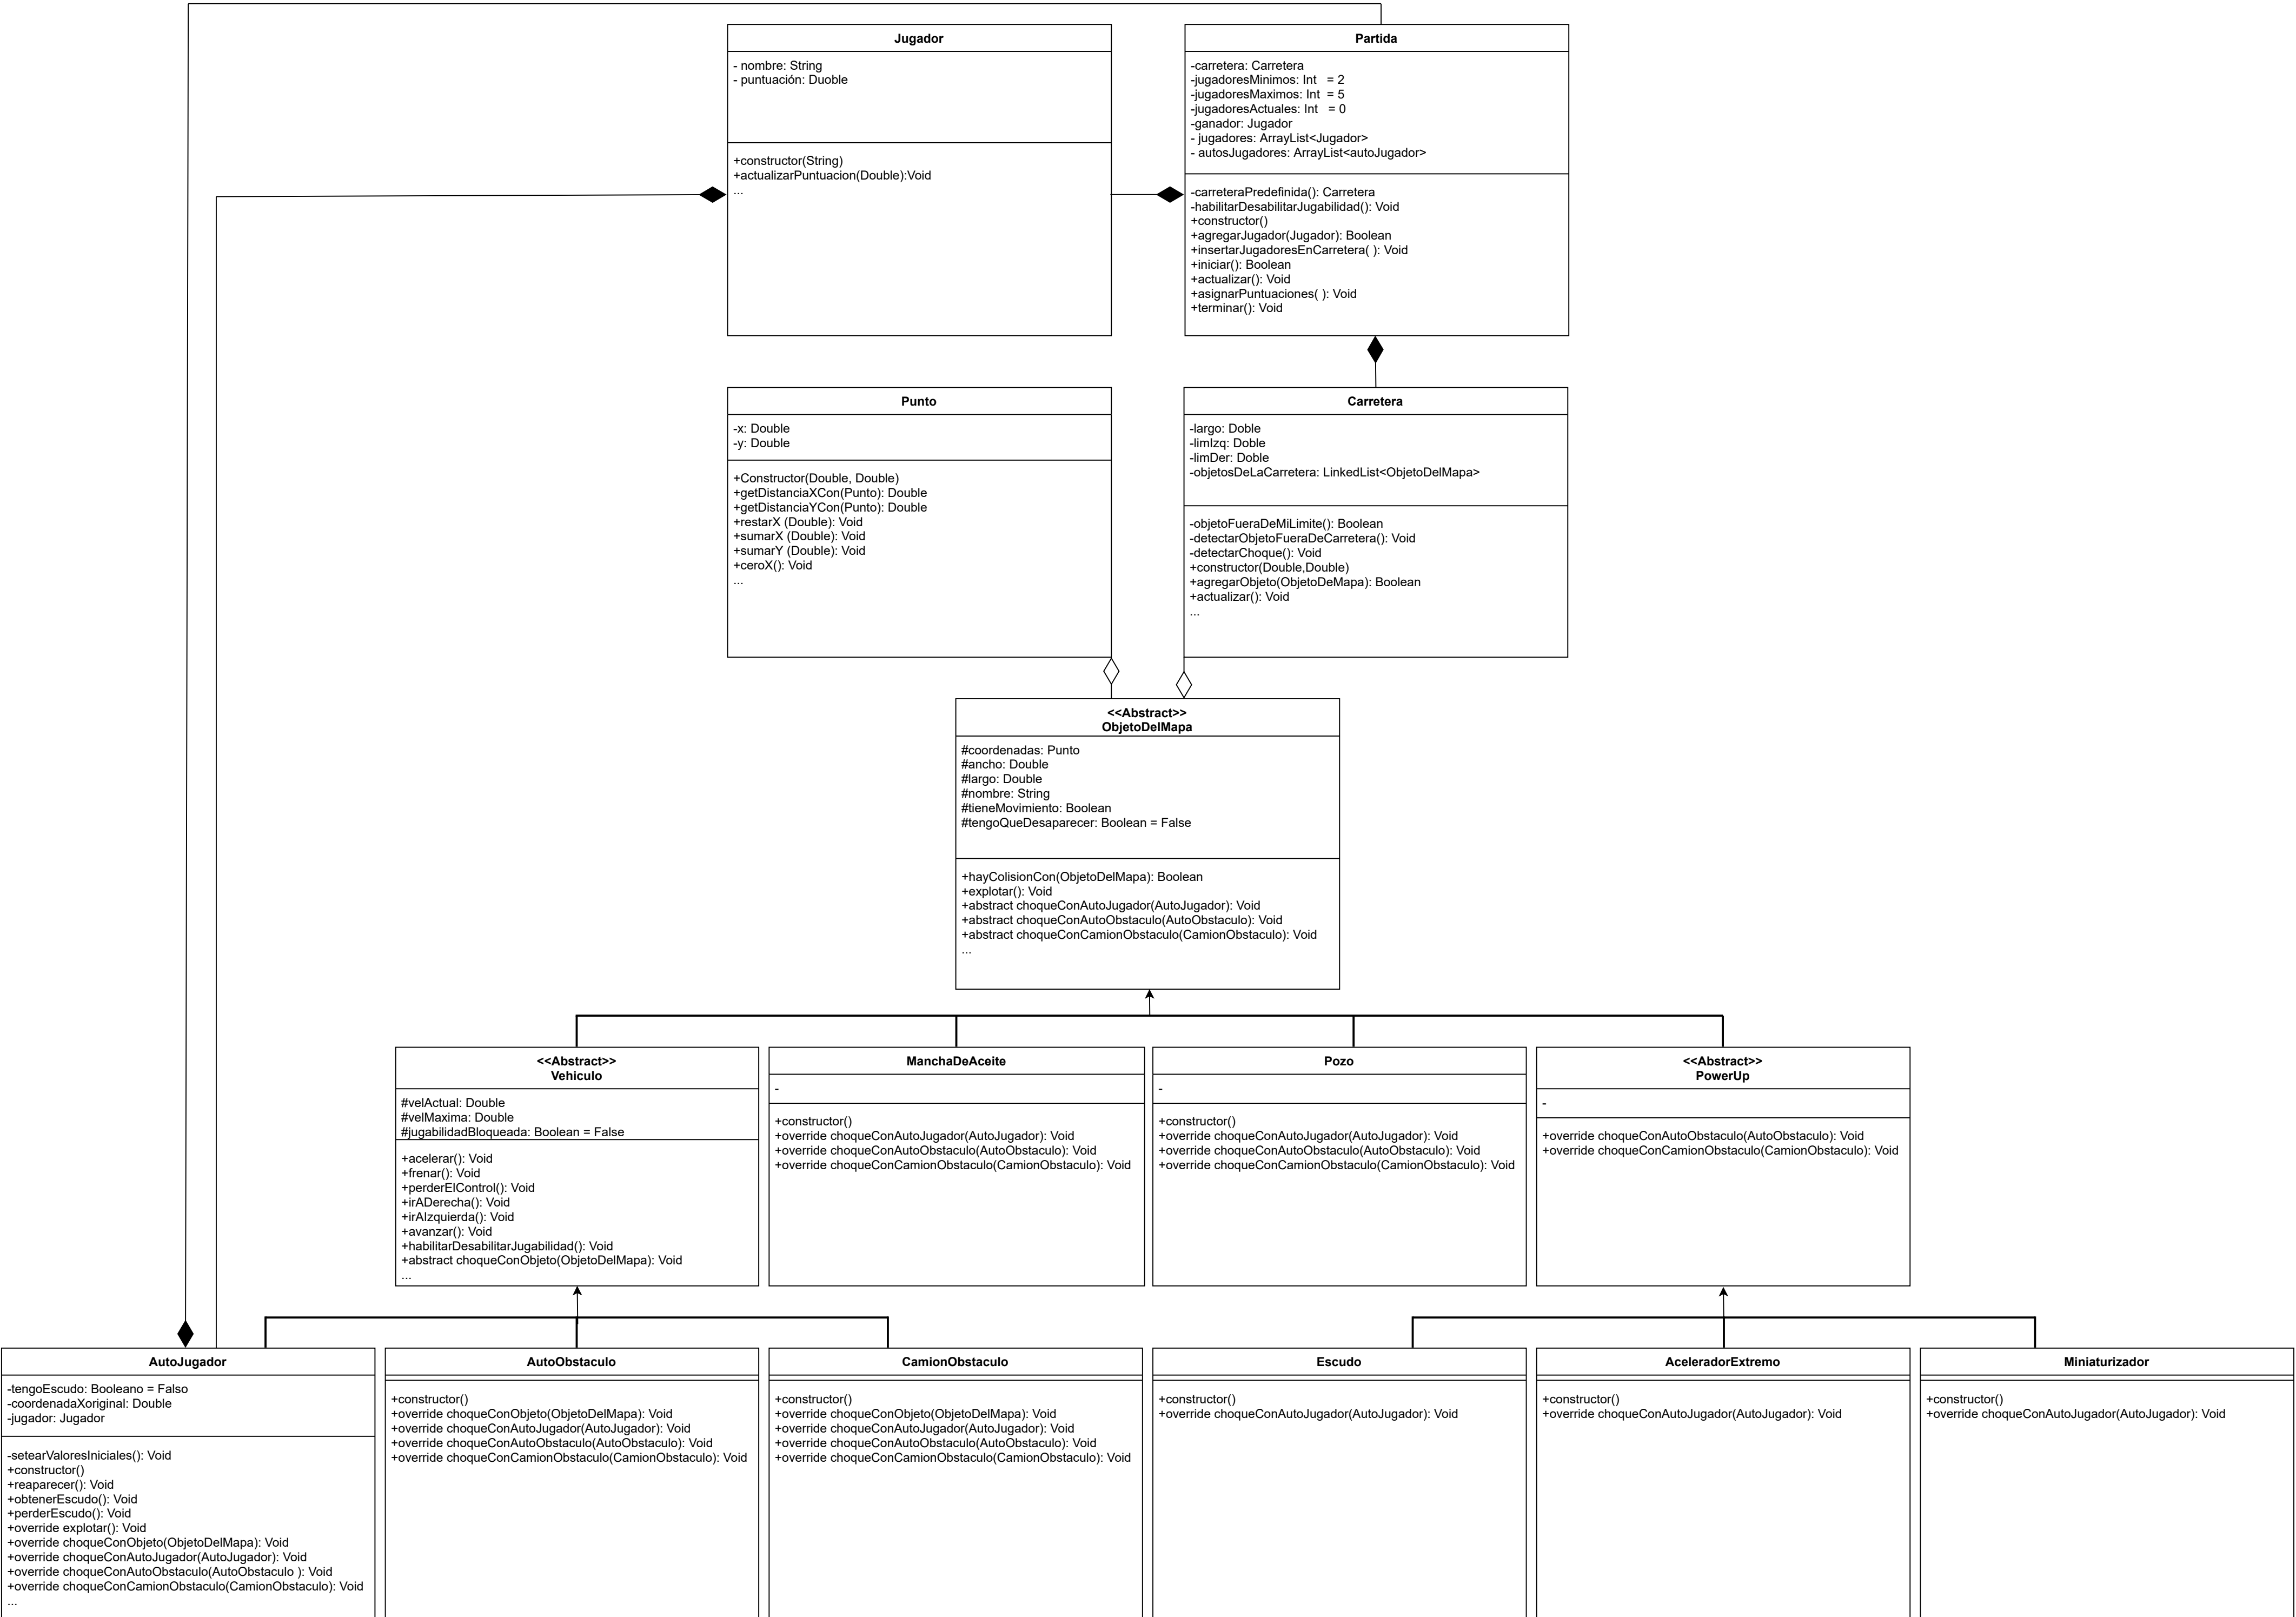 Jugador
- nombre: String
- puntuación: Duoble
+constructor(String)
+actualizarPuntuacion(Double):Void
...
Partida
-carretera: Carretera
-jugadoresMinimos: Int = 2
-jugadoresMaximos: Int = 5
-jugadoresActuales: Int = 0
-ganador: Jugador
- jugadores: ArrayList<Jugador>
- autosJugadores: ArrayList<autoJugador>
-carreteraPredefinida(): Carretera
-habilitarDesabilitarJugabilidad(): Void
+constructor()
+agregarJugador(Jugador): Boolean
+insertarJugadoresEnCarretera( ): Void
+iniciar(): Boolean
+actualizar(): Void
+asignarPuntuaciones( ): Void
+terminar(): Void
Punto
-x: Double
-y: Double
+Constructor(Double, Double)
+getDistanciaXCon(Punto): Double
+getDistanciaYCon(Punto): Double
+restarX (Double): Void
+sumarX (Double): Void
+sumarY (Double): Void
+ceroX(): Void
...
Carretera
-largo: Doble
-limIzq: Doble
-limDer: Doble
-objetosDeLaCarretera: LinkedList<ObjetoDelMapa>
-objetoFueraDeMiLimite(): Boolean
-detectarObjetoFueraDeCarretera(): Void
-detectarChoque(): Void
+constructor(Double,Double)
+agregarObjeto(ObjetoDeMapa): Boolean
+actualizar(): Void
...
<<Abstract>>
ObjetoDelMapa
#coordenadas: Punto
#ancho: Double
#largo: Double
#nombre: String
#tieneMovimiento: Boolean
#tengoQueDesaparecer: Boolean = False
+hayColisionCon(ObjetoDelMapa): Boolean
+explotar(): Void
+abstract choqueConAutoJugador(AutoJugador): Void
+abstract choqueConAutoObstaculo(AutoObstaculo): Void
+abstract choqueConCamionObstaculo(CamionObstaculo): Void
...
<<Abstract>>
Vehiculo
#velActual: Double
#velMaxima: Double
#jugabilidadBloqueada: Boolean = False
+acelerar(): Void
+frenar(): Void
+perderElControl(): Void
+irADerecha(): Void
+irAIzquierda(): Void
+avanzar(): Void
+habilitarDesabilitarJugabilidad(): Void
+abstract choqueConObjeto(ObjetoDelMapa): Void
...
ManchaDeAceite
-
+constructor()
+override choqueConAutoJugador(AutoJugador): Void
+override choqueConAutoObstaculo(AutoObstaculo): Void
+override choqueConCamionObstaculo(CamionObstaculo): Void
Pozo
-
+constructor()
+override choqueConAutoJugador(AutoJugador): Void
+override choqueConAutoObstaculo(AutoObstaculo): Void
+override choqueConCamionObstaculo(CamionObstaculo): Void
<<Abstract>>
PowerUp
-
+override choqueConAutoObstaculo(AutoObstaculo): Void
+override choqueConCamionObstaculo(CamionObstaculo): Void
AutoJugador
-tengoEscudo: Booleano = Falso
-coordenadaXoriginal: Double
-jugador: Jugador
-setearValoresIniciales(): Void
+constructor()
+reaparecer(): Void
+obtenerEscudo(): Void
+perderEscudo(): Void
+override explotar(): Void
+override choqueConObjeto(ObjetoDelMapa): Void
+override choqueConAutoJugador(AutoJugador): Void
+override choqueConAutoObstaculo(AutoObstaculo ): Void
+override choqueConCamionObstaculo(CamionObstaculo): Void
...
AutoObstaculo
+constructor()
+override choqueConObjeto(ObjetoDelMapa): Void
+override choqueConAutoJugador(AutoJugador): Void
+override choqueConAutoObstaculo(AutoObstaculo): Void
+override choqueConCamionObstaculo(CamionObstaculo): Void
CamionObstaculo
+constructor()
+override choqueConObjeto(ObjetoDelMapa): Void
+override choqueConAutoJugador(AutoJugador): Void
+override choqueConAutoObstaculo(AutoObstaculo): Void
+override choqueConCamionObstaculo(CamionObstaculo): Void
Escudo
+constructor()
+override choqueConAutoJugador(AutoJugador): Void
AceleradorExtremo
+constructor()
+override choqueConAutoJugador(AutoJugador): Void
Miniaturizador
+constructor()
+override choqueConAutoJugador(AutoJugador): Void